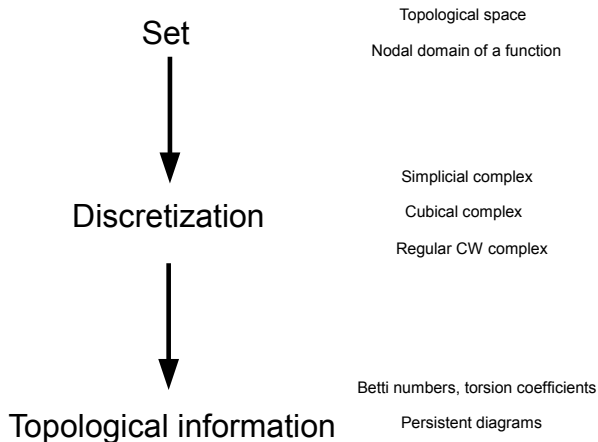 Set
Topological space
Nodal domain of a function
Discretization
Simplicial complex
Cubical complex
Regular CW complex
Topological information
Betti numbers, torsion coefficients
Persistent diagrams